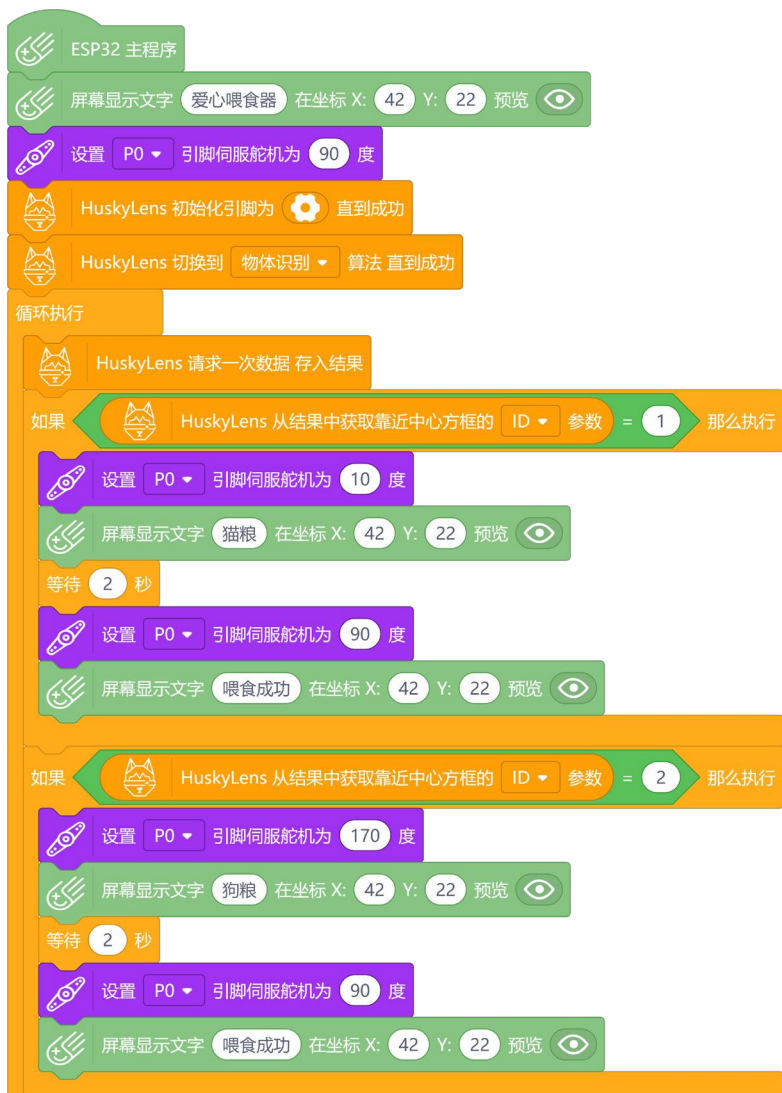 ESP32 主程序
屏幕显示文字 爱心喂食器 在坐标 X: 42 Y: 22 预览
设置 P0 引脚伺服舵机为 90 度
HuskyLens 初始化引脚为 直到成功
HuskyLens 切换到 物体识别 算法 直到成功
循环执行
HuskyLens 请求一次数据 存入结果
如果 HuskyLens 从结果中获取靠近中心方框的 ID 参数 = 1 那么执行
设置 P0 引脚伺服舵机为 10 度
屏幕显示文字 猫粮 在坐标 X: 42 Y: 22 预览
等待 2 秒
设置 P0 引脚伺服舵机为 90 度
屏幕显示文字 喂食成功 在坐标 X: 42 Y: 22 预览
如果 HuskyLens 从结果中获取靠近中心方框的 ID 参数 = 2 那么执行
设置 P0 引脚伺服舵机为 170 度
屏幕显示文字 狗粮 在坐标 X: 42 Y: 22 预览
等待 2 秒
设置 P0 引脚伺服舵机为 90 度
屏幕显示文字 喂食成功 在坐标 X: 42 Y: 22 预览